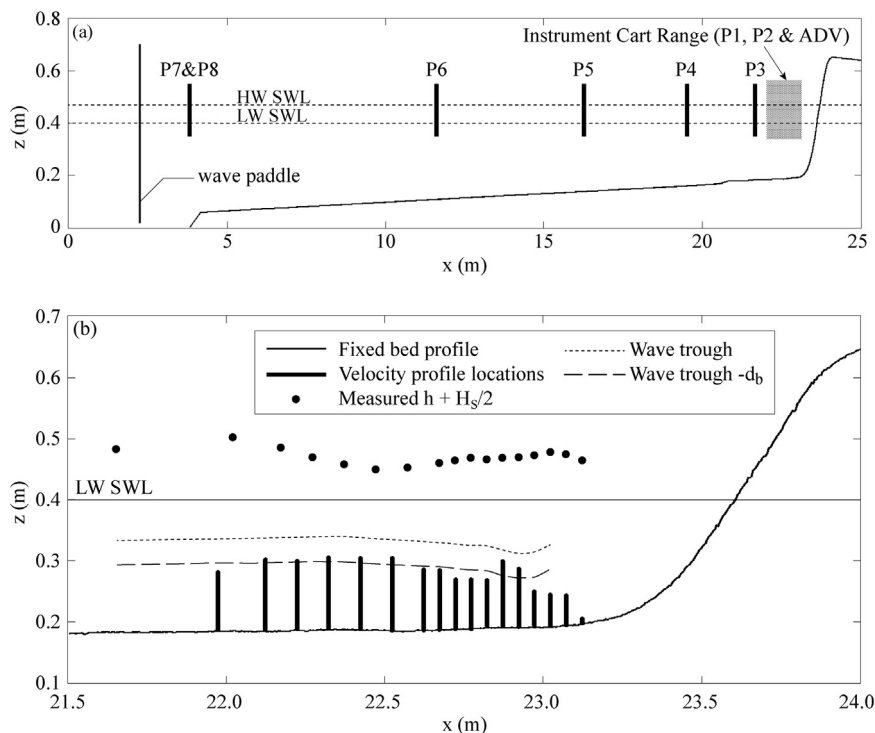 (a)
Instrument Cart Range (P1, P2 & ADV)
P7&P8
P6
P5
P4
P3
HW SWL
LW SWL
wave paddle
z (m)
0.8
0.6
0.4
0.2
0
0
5
10
15
20
25
x (m)
(b)
Fixed bed profile
Velocity profile locations
Measured h + H_S/2
Wave trough
Wave trough -d_b
LW SWL
z (m)
0.7
0.6
0.5
0.4
0.3
0.2
0.1
21.5
22.0
22.5
23.0
23.5
24.0
x (m)